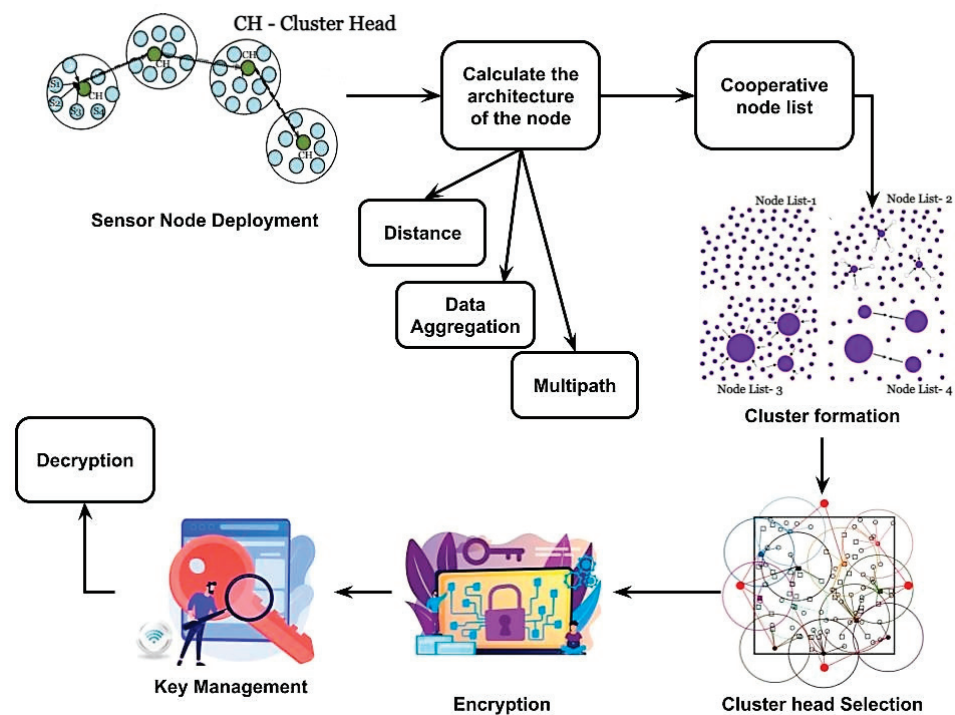 CH - Cluster Head
CH
CH
S1
CH
S2
S3
S4
CH
Sensor Node Deployment
Calculate the
architecture
of the node
Cooperative
node list
Distance
Data
Aggregation
Multipath
Node List-1
Node List- 2
Node List- 3
Node List- 4
Cluster formation
Decryption
Key Management
Encryption
Cluster head Selection